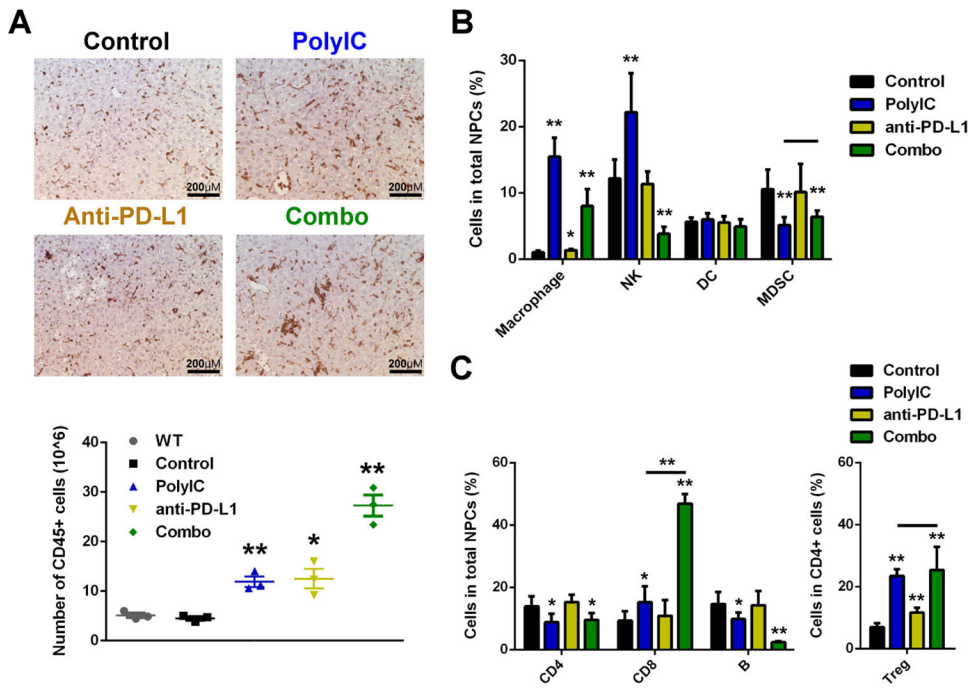 A
Control
PolyIC
200µM
200µM
Anti-PD-L1
Combo
200µM
200µM
Number of CD45+ cells (10^6)
40
30
20
10
0
WT
Control
PolyIC
anti-PD-L1
Combo
**
*
**
B
Cells in total NPCs (%)
30
20
10
0
**
*
**
**
**
**
**
Macrophage
NK
DC
MDSC
Control
PolyIC
anti-PD-L1
Combo
C
Control
PolyIC
anti-PD-L1
Combo
Cells in total NPCs (%)
60
40
20
0
*
*
*
**
**
*
**
CD4
CD8
B
Cells in CD4+ cells (%)
60
40
20
0
**
**
**
Treg